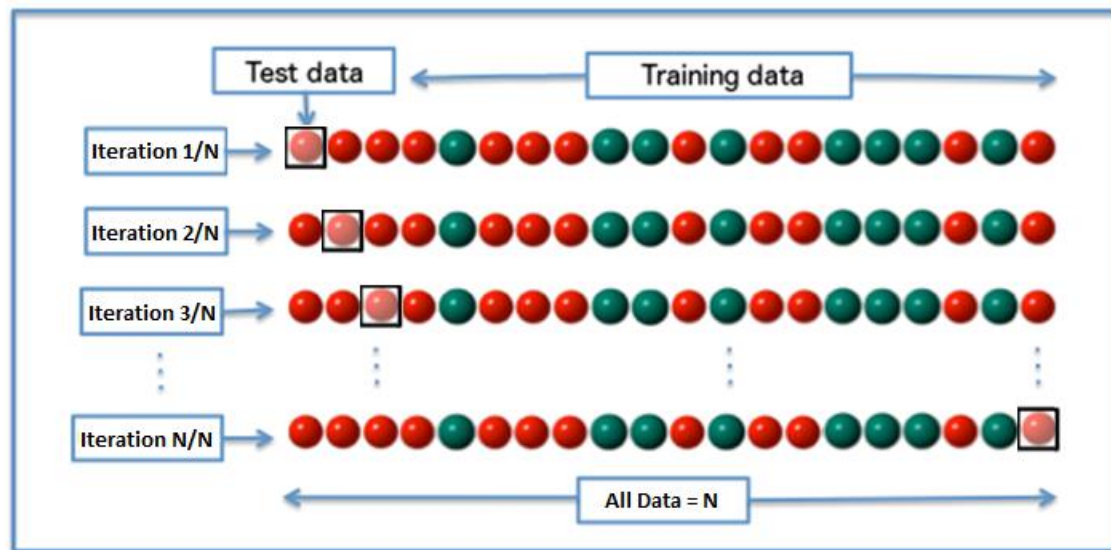 Test data
Training data
Iteration 1/N
Iteration 2/N
Iteration 3/N
Iteration N/N
All Data = N